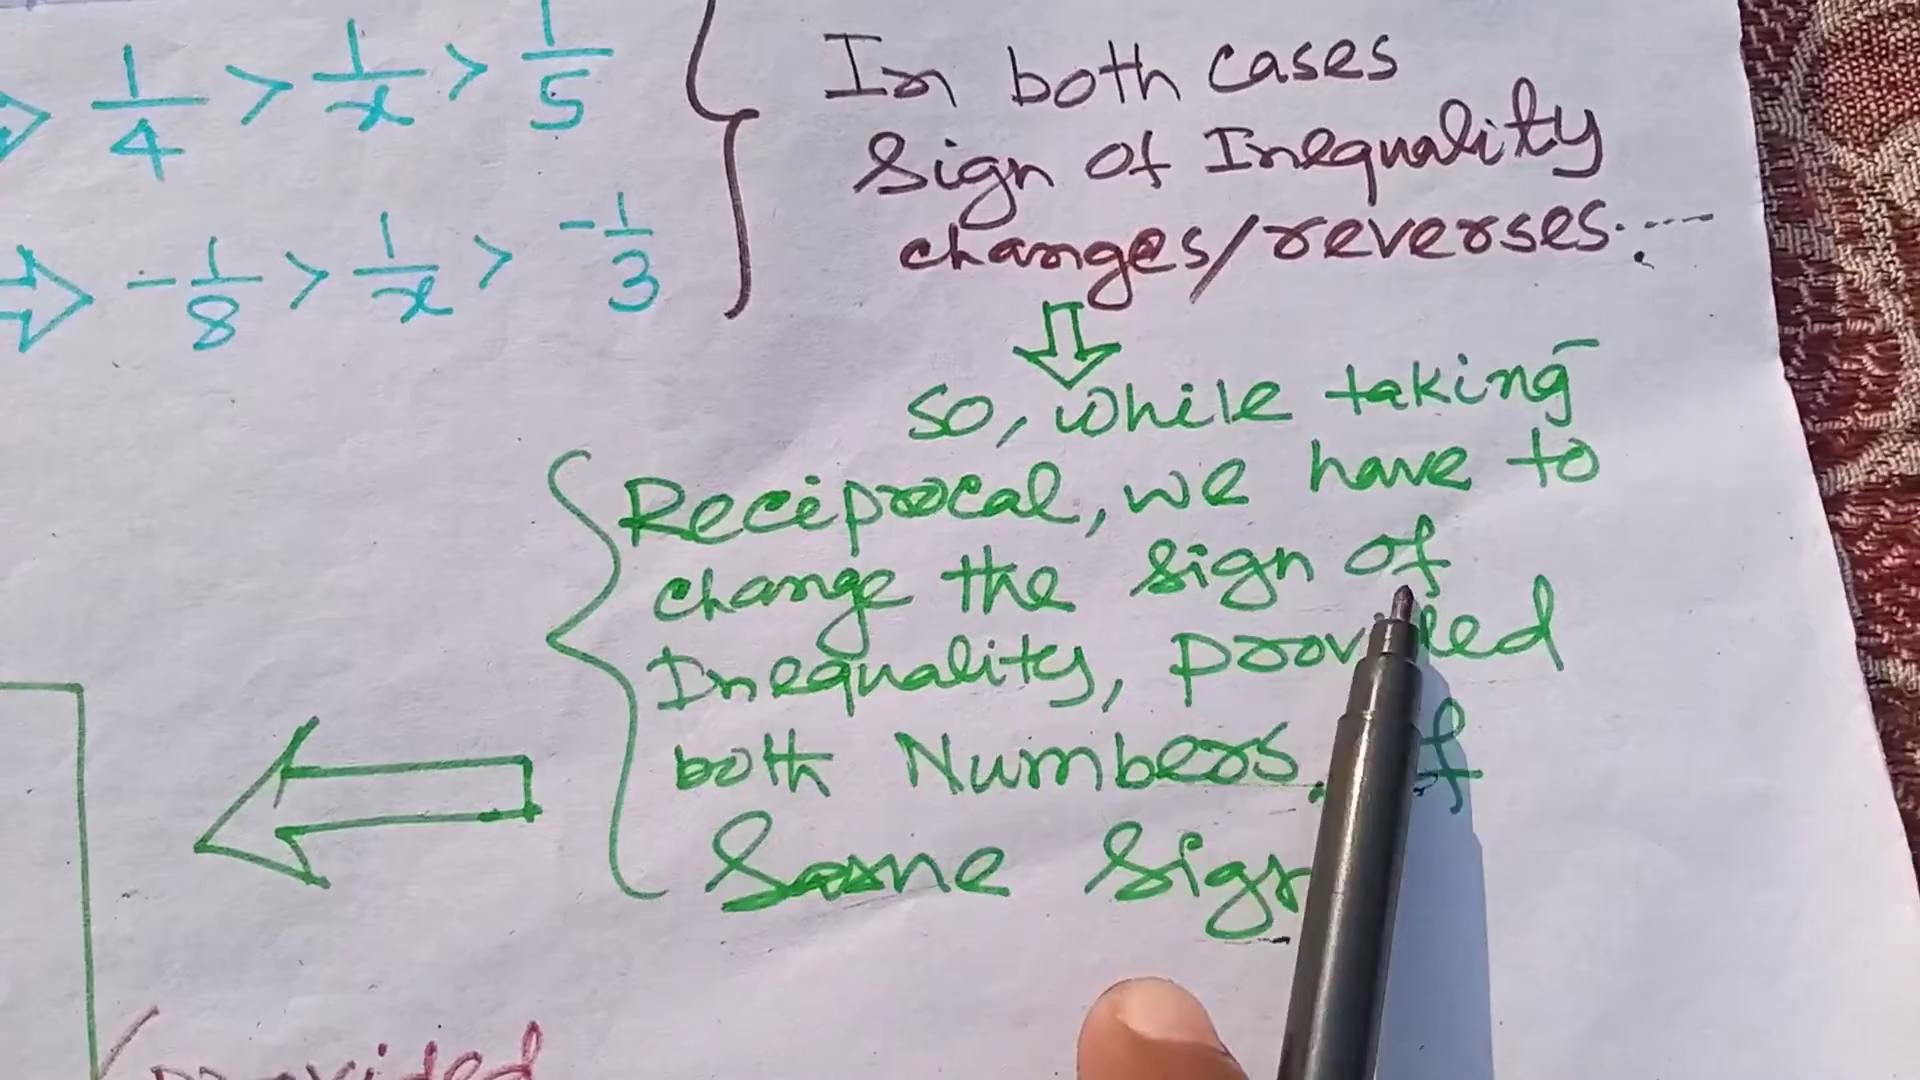 ⇒ 1/4 > 1/x > 1/5
⇒ -1/8 > 1/x > -1/3
In both cases
Sign of Inequality
changes/reverses....
so, while taking
Reciprocal, we have to
change the sign of
Inequality, provided
both Numbers of
Same sign
provided